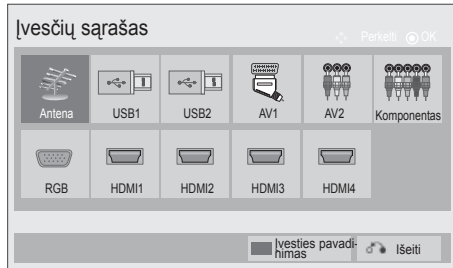 Įvesčių sąrašas
Perkelti OK
Antena USB1 USB2 AV1 AV2 Komponentas
RGB HDMI1 HDMI2 HDMI3 HDMI4
Įvesties pavadi-
nimas
Išeiti